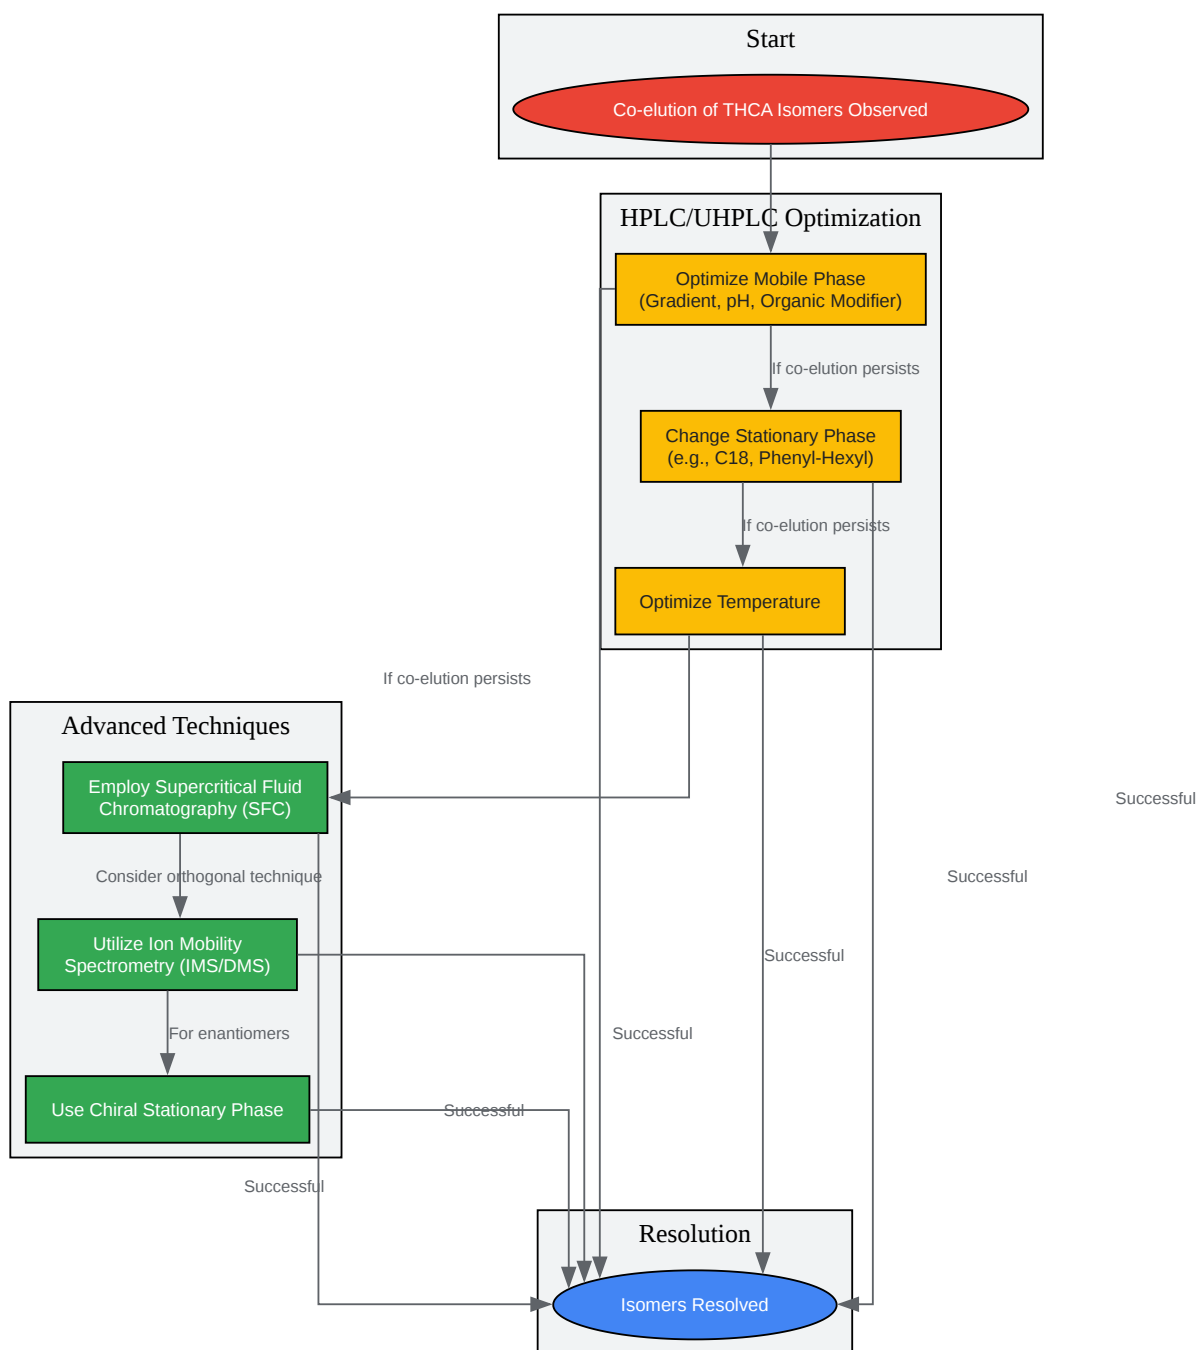 Start
Co-elution of THCA Isomers Observed
HPLC/UHPLC Optimization
Optimize Mobile Phase
(Gradient, pH, Organic Modifier)
If co-elution persists
Change Stationary Phase
(e.g., C18, Phenyl-Hexyl)
If co-elution persists
Optimize Temperature
If co-elution persists
Advanced Techniques
Employ Supercritical Fluid
Chromatography (SFC)
Successful
Consider orthogonal technique
Successful
Utilize Ion Mobility
Spectrometry (IMS/DMS)
Successful
For enantiomers
Successful
Use Chiral Stationary Phase
Successful
Successful
Resolution
Isomers Resolved